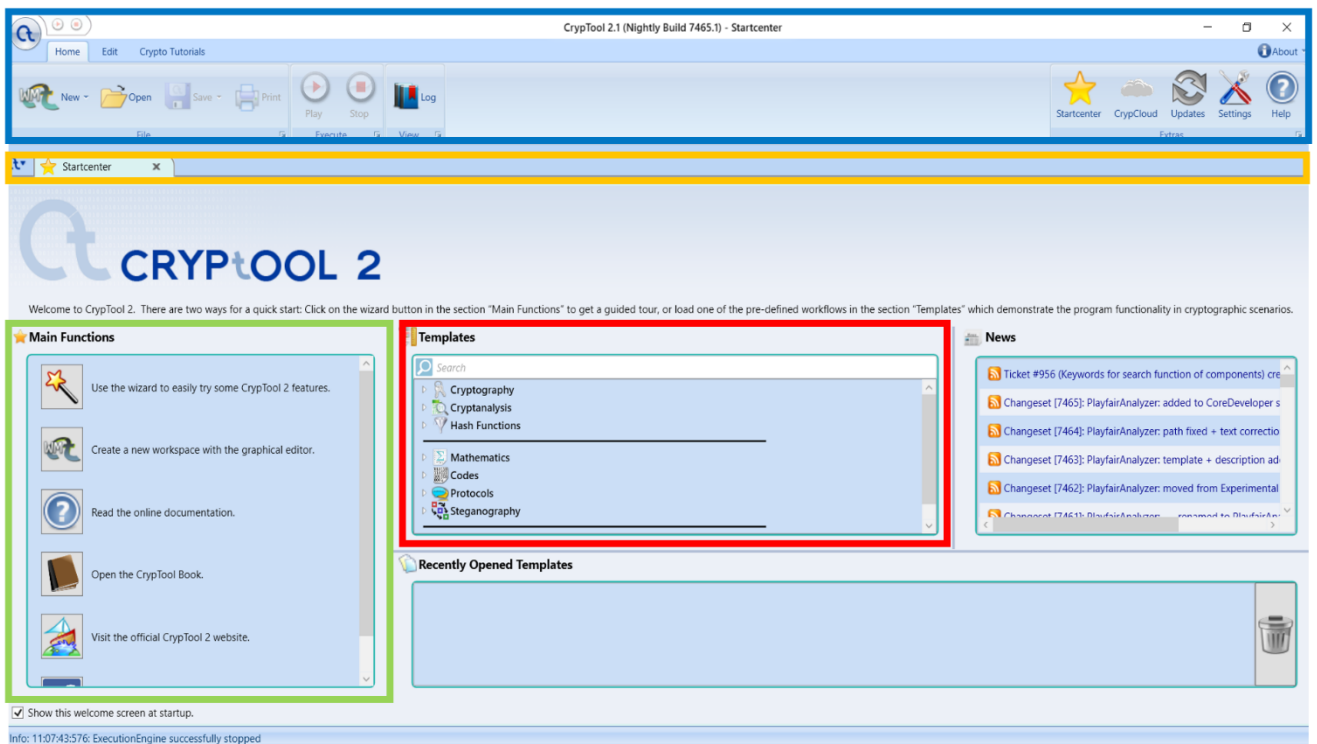 CrypTool 2.1 (Nightly Build 7465.1) - Startcenter
Home Edit Crypto Tutorials About
New Open Save Print Play Stop Log Startcenter CrypCloud Updates Settings Help
File Execute View Extras
Startcenter
CRYPtOOL 2
Welcome to CrypTool 2. There are two ways for a quick start: Click on the wizard button in the section "Main Functions" to get a guided tour, or load one of the pre-defined workflows in the section "Templates" which demonstrate the program functionality in cryptographic scenarios.
Main Functions
Use the wizard to easily try some CrypTool 2 features.
Create a new workspace with the graphical editor.
Read the online documentation.
Open the CrypTool Book.
Visit the official CrypTool 2 website.
Templates
Search
Cryptography
Cryptanalysis
Hash Functions
Mathematics
Codes
Protocols
Steganography
News
Ticket #956 (Keywords for search function of components) cre
Changeset [7465]: PlayfairAnalyzer: added to CoreDeveloper s
Changeset [7464]: PlayfairAnalyzer: path fixed + text correctio
Changeset [7463]: PlayfairAnalyzer: template + description ad
Changeset [7462]: PlayfairAnalyzer: moved from Experimental
Changeset [7461]: PlayfairAnalyzer: ... renamed to
Recently Opened Templates
Show this welcome screen at startup.
Info: 11:07:43:576: ExecutionEngine successfully stopped